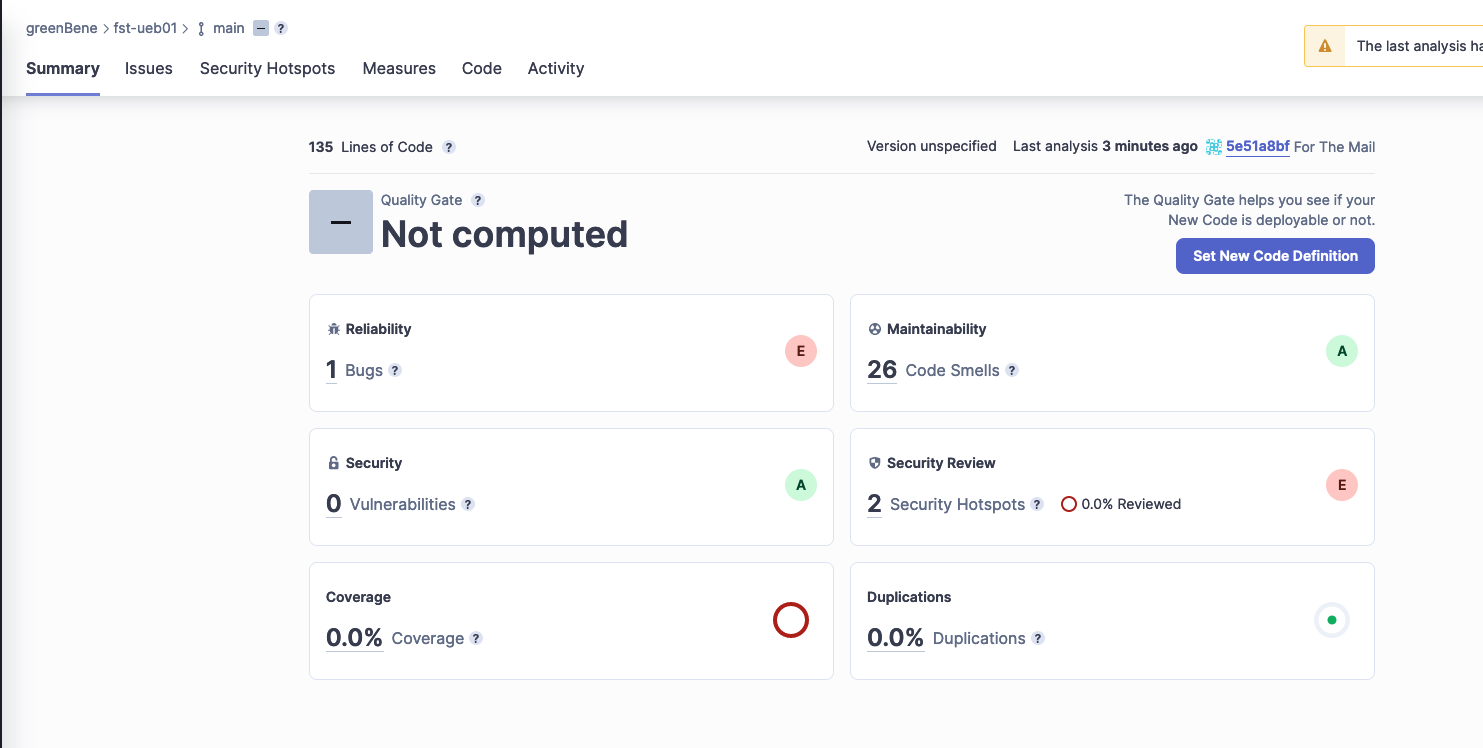 greenBene > fst-ueb01 > main — ?
The last analysis ha
Summary Issues Security Hotspots Measures Code Activity
135 Lines of Code ?
Version unspecified Last analysis 3 minutes ago 5e51a8bf For The Mail
Quality Gate ?
Not computed
The Quality Gate helps you see if your
New Code is deployable or not.
Set New Code Definition
Reliability
1 Bugs ?
E
Maintainability
26 Code Smells ?
A
Security
0 Vulnerabilities ?
A
Security Review
2 Security Hotspots ? 0.0% Reviewed
E
Coverage
0.0% Coverage ?
Duplications
0.0% Duplications ?